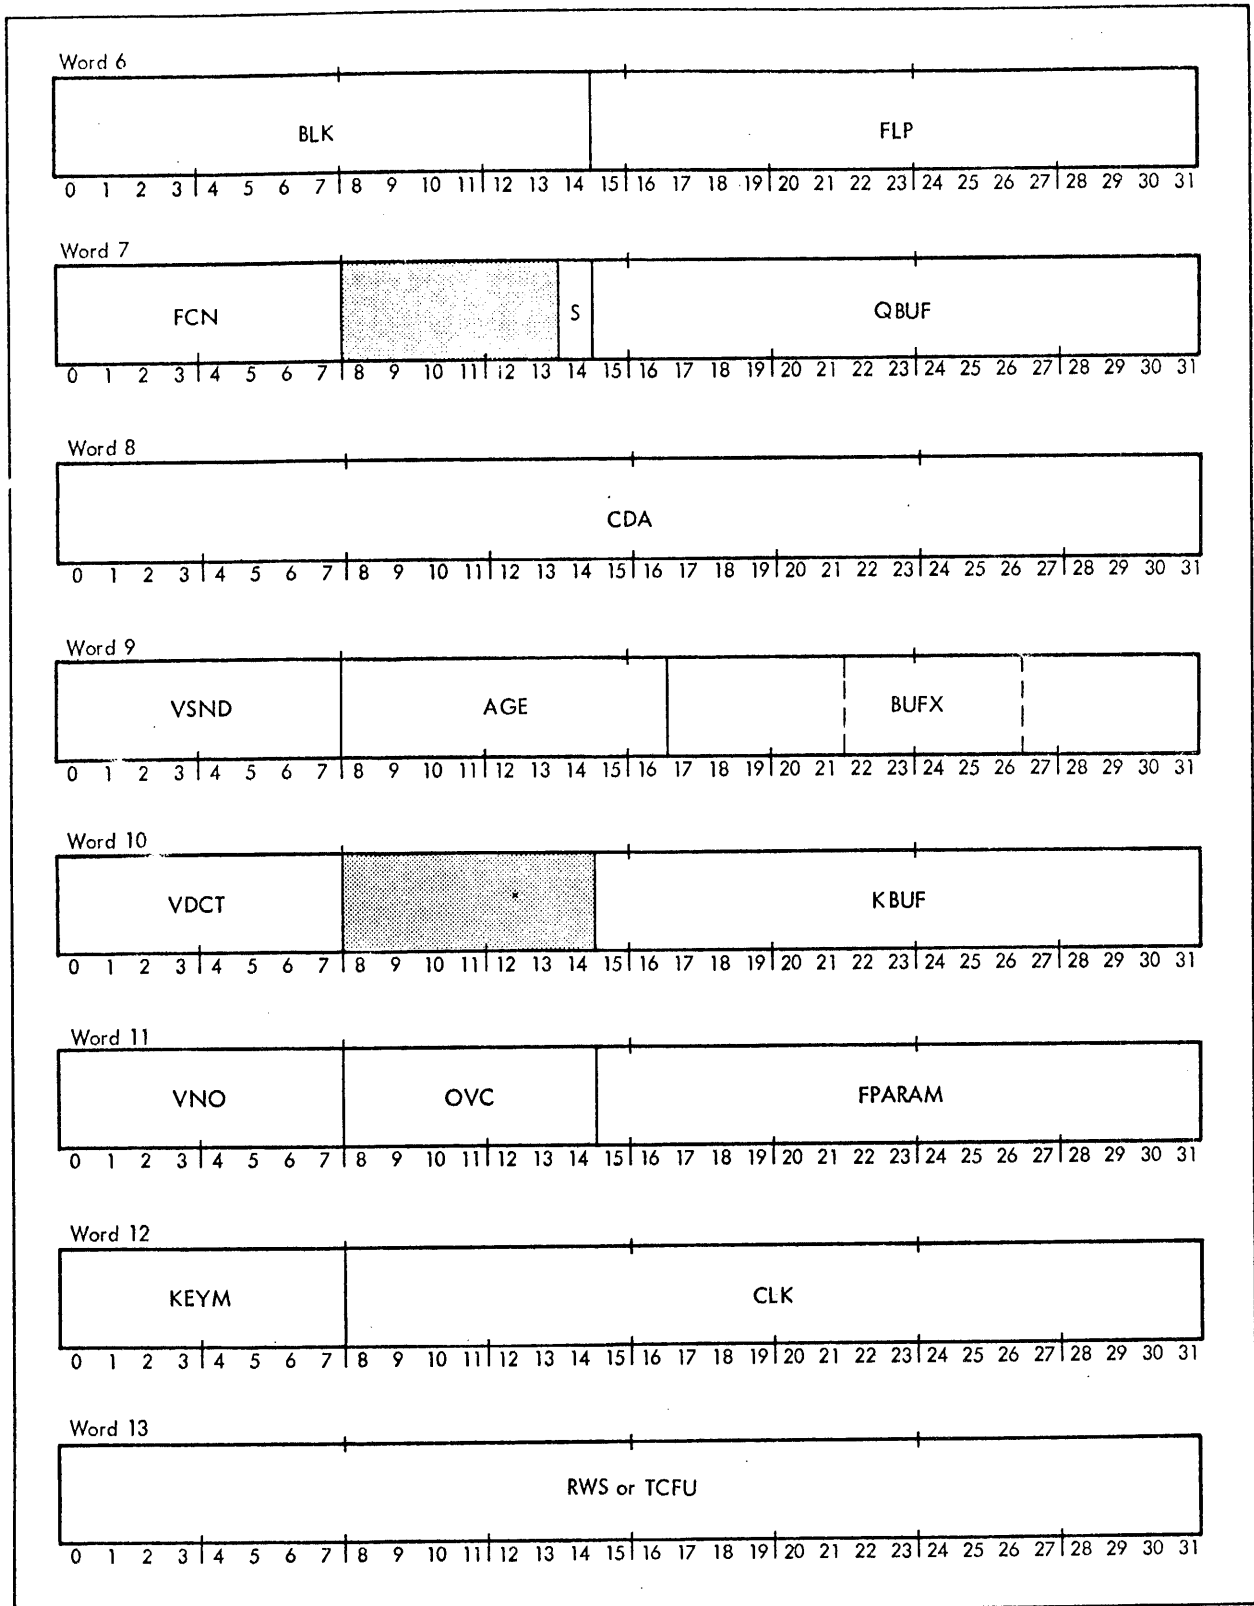 Word 6
BLK FLP
0 1 2 3 4 5 6 7 8 9 10 11 12 13 14 15 16 17 18 19 20 21 22 23 24 25 26 27 28 29 30 31
Word 7
FCN S QBUF
0 1 2 3 4 5 6 7 8 9 10 11 12 13 14 15 16 17 18 19 20 21 22 23 24 25 26 27 28 29 30 31
Word 8
CDA
0 1 2 3 4 5 6 7 8 9 10 11 12 13 14 15 16 17 18 19 20 21 22 23 24 25 26 27 28 29 30 31
Word 9
VSND AGE BUFX
0 1 2 3 4 5 6 7 8 9 10 11 12 13 14 15 16 17 18 19 20 21 22 23 24 25 26 27 28 29 30 31
Word 10
VDCT KBUF
0 1 2 3 4 5 6 7 8 9 10 11 12 13 14 15 16 17 18 19 20 21 22 23 24 25 26 27 28 29 30 31
Word 11
VNO OVC FPARAM
0 1 2 3 4 5 6 7 8 9 10 11 12 13 14 15 16 17 18 19 20 21 22 23 24 25 26 27 28 29 30 31
Word 12
KEYM CLK
0 1 2 3 4 5 6 7 8 9 10 11 12 13 14 15 16 17 18 19 20 21 22 23 24 25 26 27 28 29 30 31
Word 13
RWS or TCFU
0 1 2 3 4 5 6 7 8 9 10 11 12 13 14 15 16 17 18 19 20 21 22 23 24 25 26 27 28 29 30 31